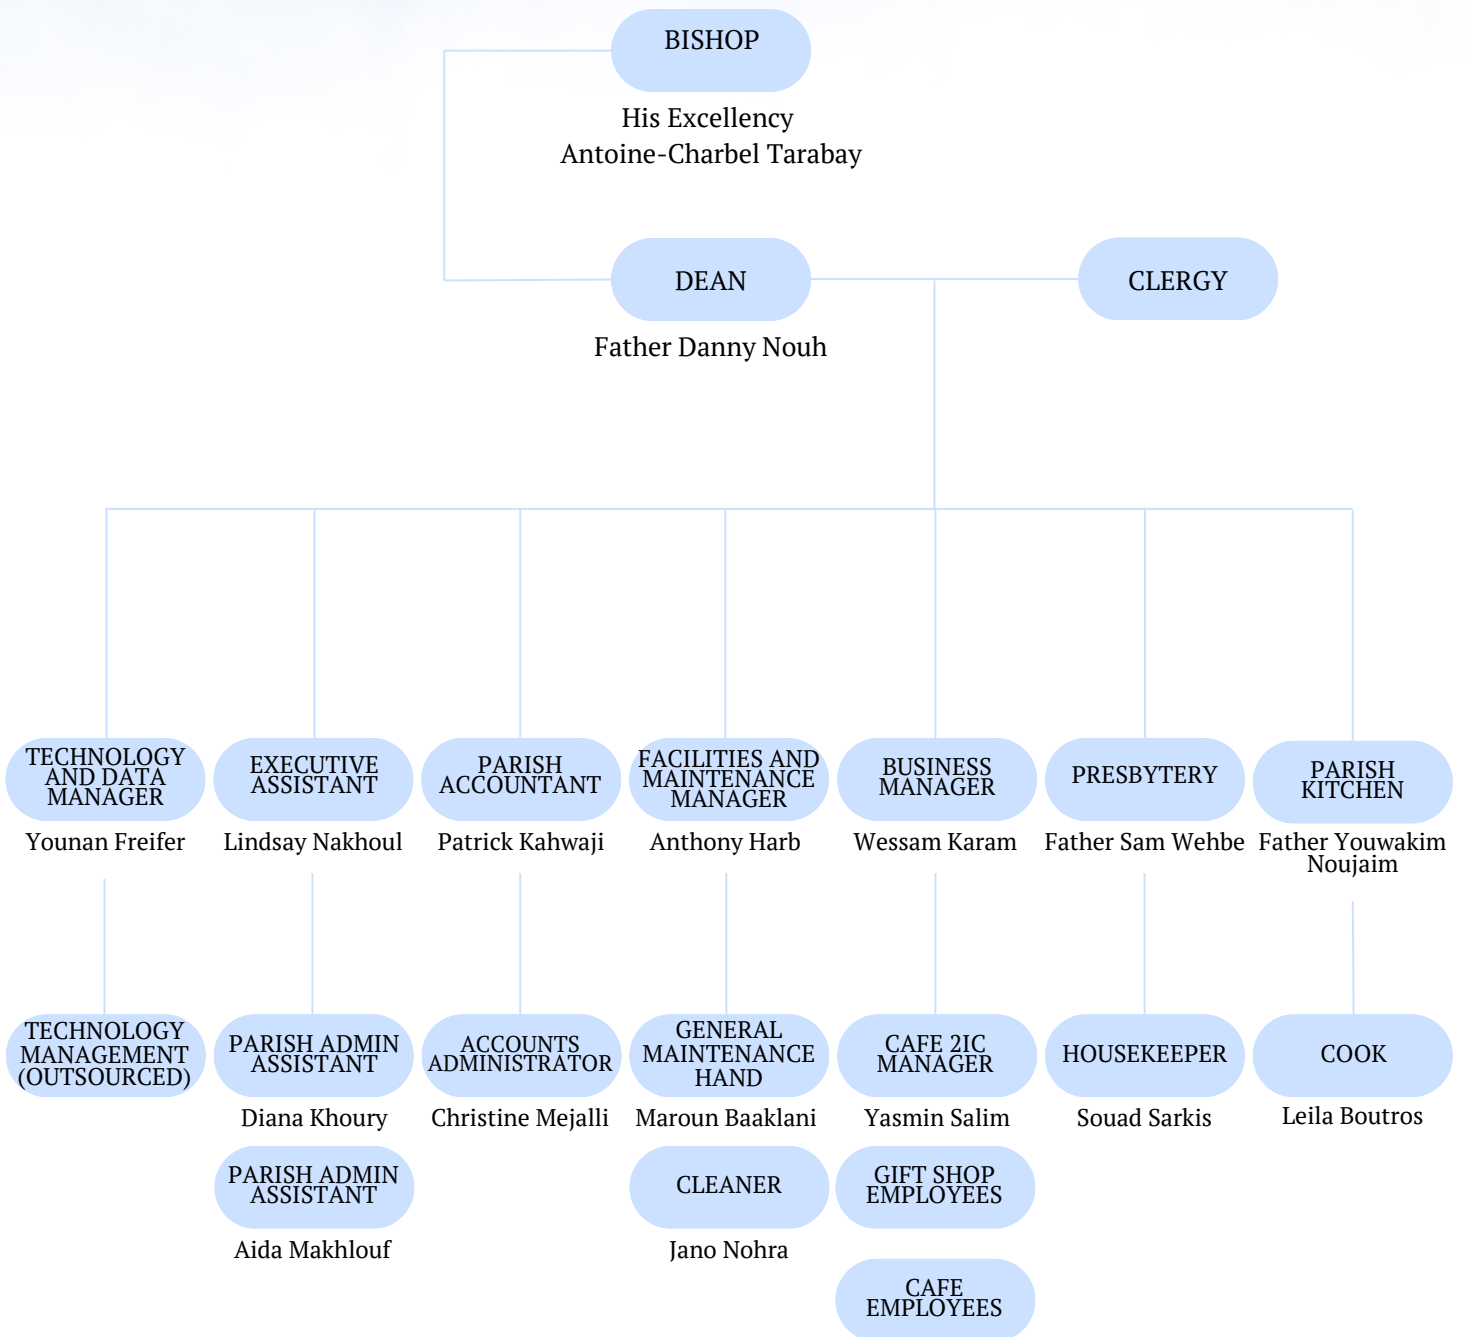 BISHOP
His Excellency
Antoine-Charbel Tarabay
DEAN
Father Danny Nouh
CLERGY
TECHNOLOGY
AND DATA
MANAGER
Younan Freifer
EXECUTIVE
ASSISTANT
Lindsay Nakhoul
PARISH
ACCOUNTANT
Patrick Kahwaji
FACILITIES AND
MAINTENANCE
MANAGER
Anthony Harb
BUSINESS
MANAGER
Wessam Karam
PRESBYTERY
Father Sam Wehbe
PARISH
KITCHEN
Father Youwakim
Noujaim
TECHNOLOGY
MANAGEMENT
(OUTSOURCED)
PARISH ADMIN
ASSISTANT
Diana Khoury
PARISH ADMIN
ASSISTANT
Aida Makhlouf
ACCOUNTS
ADMINISTRATOR
Christine Mejalli
GENERAL
MAINTENANCE
HAND
Maroun Baaklani
CLEANER
Jano Nohra
CAFE 2IC
MANAGER
Yasmin Salim
GIFT SHOP
EMPLOYEES
CAFE
EMPLOYEES
HOUSEKEEPER
Souad Sarkis
COOK
Leila Boutros